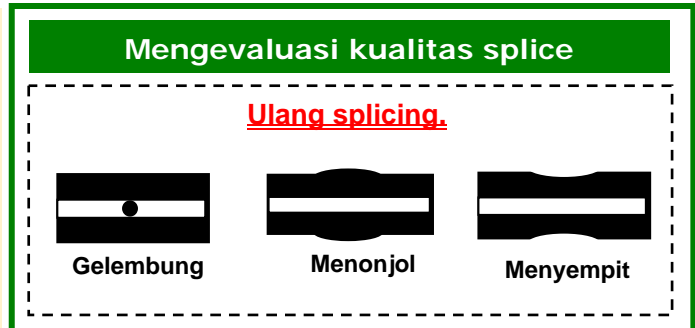 Mengevaluasi kualitas splice
Ulang splicing.
Gelembung
Menonjol
Menyempit